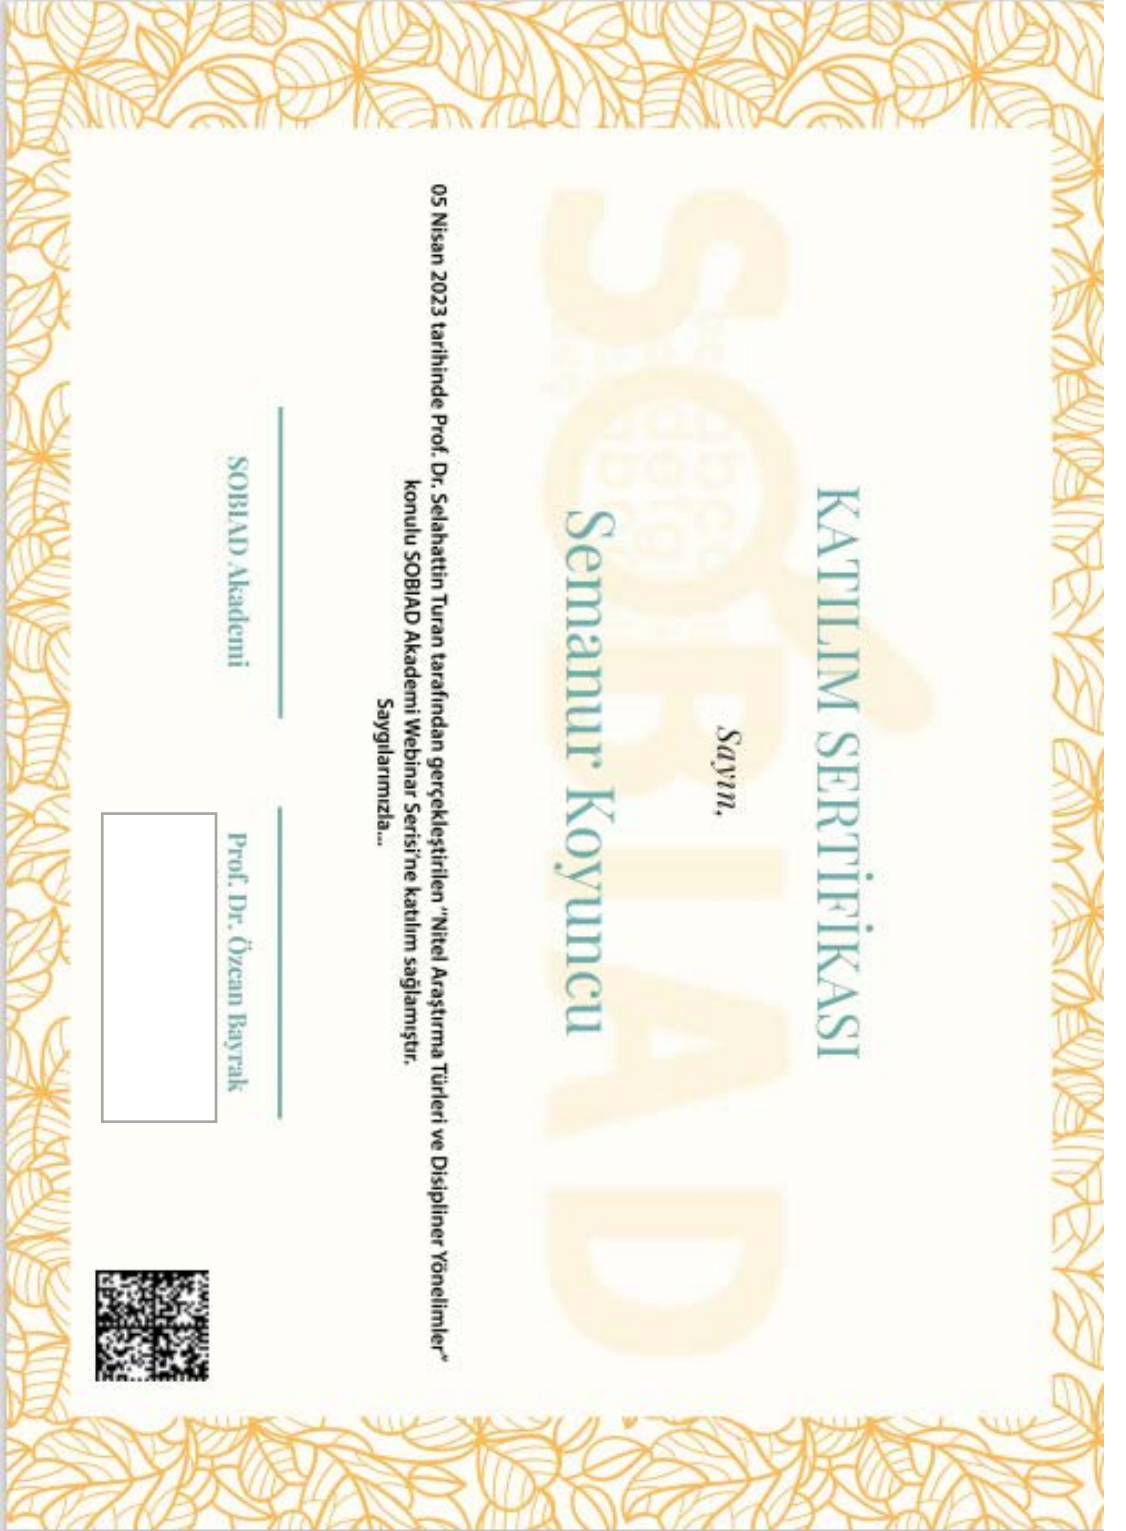 KATILIM SERTİFİKASI
Sayın,
Semanur Koyuncu
SOBIAD
05 Nisan 2023 tarihinde Prof. Dr. Selahattin Turan tarafından gerçekleştirilen "Nitel Araştırma Türleri ve Disipliner Yönelimler"
konulu SOBIAD Akademi Webinar Serisi'ne katılım sağlamıştır.
Saygılarımızla...
SOBIAD Akademi
Prof. Dr. Özcan Bayrak